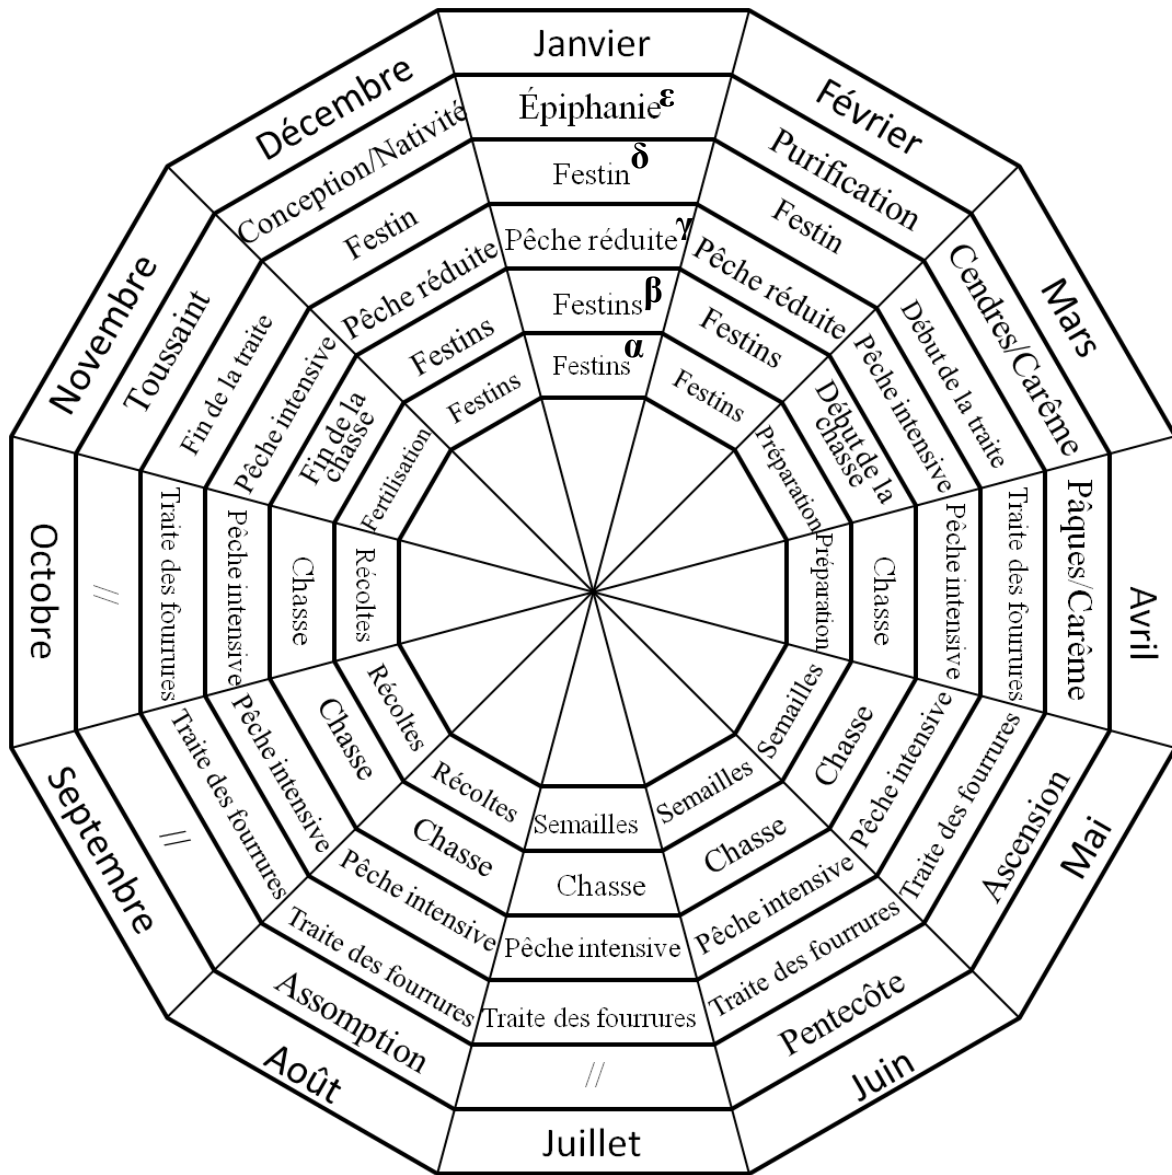 Janvier
Épiphanie ε
Festin δ
Pêche réduite γ
Festins β
Festins α
Février
Purification
Festin
Pêche réduite
Festins
Festins
Mars
Cendres/Carême
Début de la traite
Pêche intensive
Début de la
chasse
Préparation
Avril
Pâques/Carême
Traite des fourrures
Pêche intensive
Chasse
Préparation
Mai
Ascension
Traite des fourrures
Pêche intensive
Chasse
Semailles
Juin
Pentecôte
Traite des fourrures
Pêche intensive
Chasse
Semailles
Juillet
//
Traite des fourrures
Pêche intensive
Chasse
Semailles
Août
Assomption
Traite des fourrures
Pêche intensive
Chasse
Récoltes
Septembre
//
Traite des fourrures
Pêche intensive
Chasse
Récoltes
Octobre
//
Traite des fourrures
Pêche intensive
Chasse
Récoltes
Novembre
Toussaint
Fin de la traite
Pêche intensive
Fin de la
chasse
Fertilisation
Décembre
Conception/Nativité
Festin
Pêche réduite
Festins
Festins